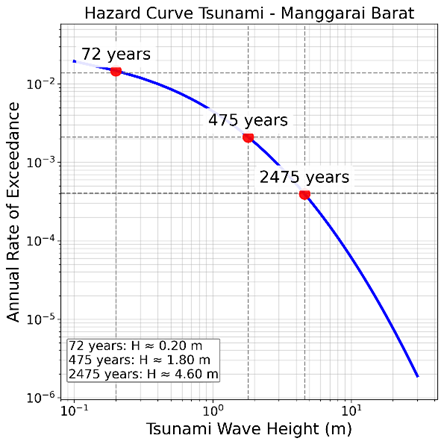 Hazard Curve Tsunami - Manggarai Barat
72 years
475 years
2475 years
Annual Rate of Exceedance
10⁻²
10⁻³
10⁻⁴
10⁻⁵
10⁻⁶
72 years: H ≈ 0.20 m
475 years: H ≈ 1.80 m
2475 years: H ≈ 4.60 m
10⁻¹ 10⁰ 10¹
Tsunami Wave Height (m)